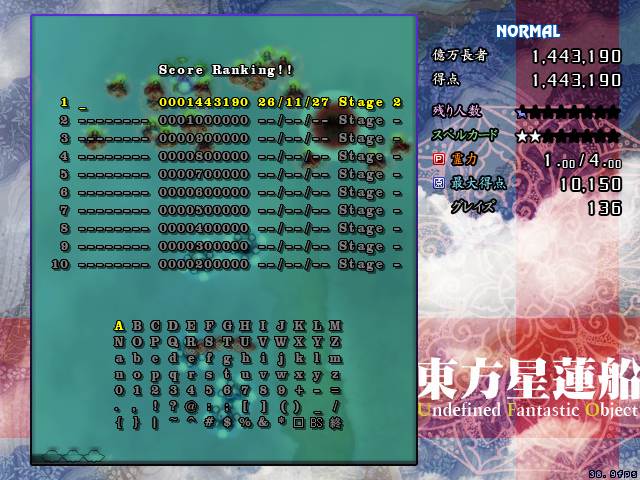 Score Ranking!!
1 _ 0001443190 26/11/27 Stage 2
2 -------- 0001000000 --/--/-- Stage -
3 -------- 0000900000 --/--/-- Stage -
4 -------- 0000800000 --/--/-- Stage -
5 -------- 0000700000 --/--/-- Stage -
6 -------- 0000600000 --/--/-- Stage -
7 -------- 0000500000 --/--/-- Stage -
8 -------- 0000400000 --/--/-- Stage -
9 -------- 0000300000 --/--/-- Stage -
10 -------- 0000200000 --/--/-- Stage -
A B C D E F G H I J K L M
N O P Q R S T U V W X Y Z
a b c d e f g h i j k l m
n o p q r s t u v w x y z
0 1 2 3 4 5 6 7 8 9 + - =
. , ! ? @ : ; [ ] ( ) _ /
{ } | ~ ^ # $ % & * □ BS 終
NORMAL
億万長者 1,443,190
得点 1,443,190
残り人数
スペルカード ★★
P 霊力 1.00/4.00
点 最大得点 10,150
グレイズ 136
東方星蓮船
Undefined Fantastic Object
38.9fps